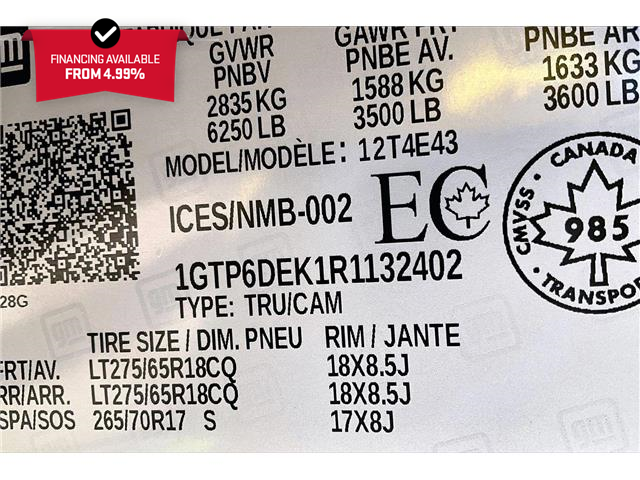 FINANCING AVAILABLE
FROM 4.99%
gm
GVWR
PNBV
2835 KG
6250 LB
GAWR FRT
PNBE AV.
1588 KG
3500 LB
PNBE AR
1633 KG
3600 LB
MODEL/MODÈLE: 12T4E43
ICES/NMB-002
EC
CANADA
CMVSS
985
TRANSPO
1GTP6DEK1R1132402
28G
TYPE: TRU/CAM
TIRE SIZE / DIM. PNEU RIM / JANTE
FRT/AV. LT275/65R18CQ 18X8.5J
RR/ARR. LT275/65R18CQ 18X8.5J
SPA/SOS 265/70R17 S 17X8J